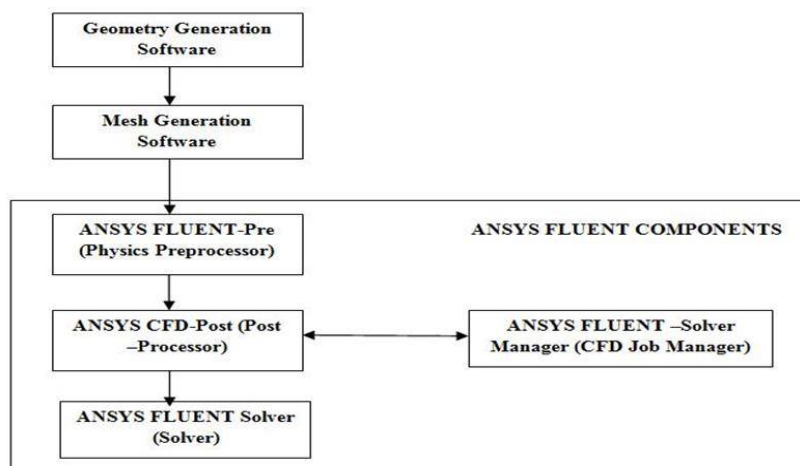 Geometry Generation
Software
Mesh Generation
Software
ANSYS FLUENT-Pre
(Physics Preprocessor)
ANSYS FLUENT COMPONENTS
ANSYS CFD-Post (Post
–Processor)
ANSYS FLUENT –Solver
Manager (CFD Job Manager)
ANSYS FLUENT Solver
(Solver)